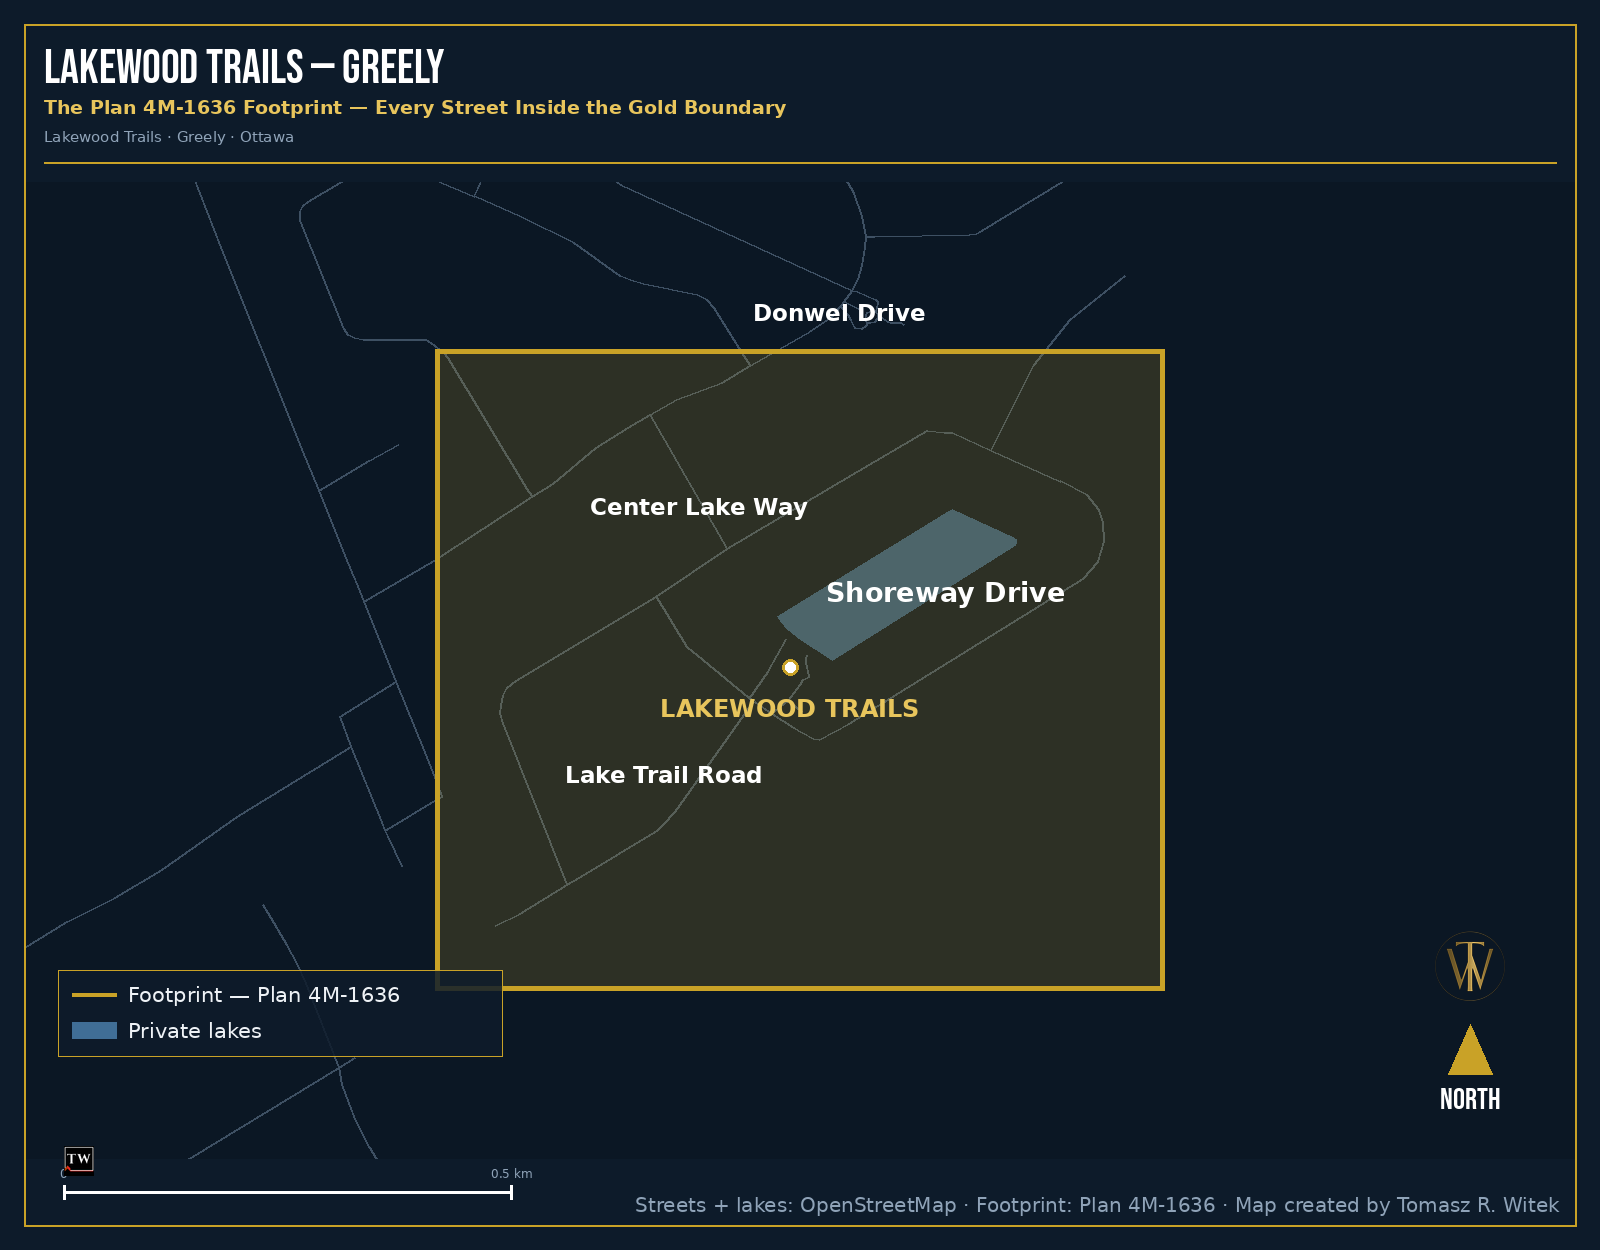 LAKEWOOD TRAILS — GREELY
The Plan 4M-1636 Footprint — Every Street Inside the Gold Boundary
Lakewood Trails · Greely · Ottawa
Donwel Drive
Center Lake Way
Shoreway Drive
LAKEWOOD TRAILS
Lake Trail Road
Footprint — Plan 4M-1636
Private lakes
TW
NORTH
TW
0
0.5 km
Streets + lakes: OpenStreetMap · Footprint: Plan 4M-1636 · Map created by Tomasz R. Witek